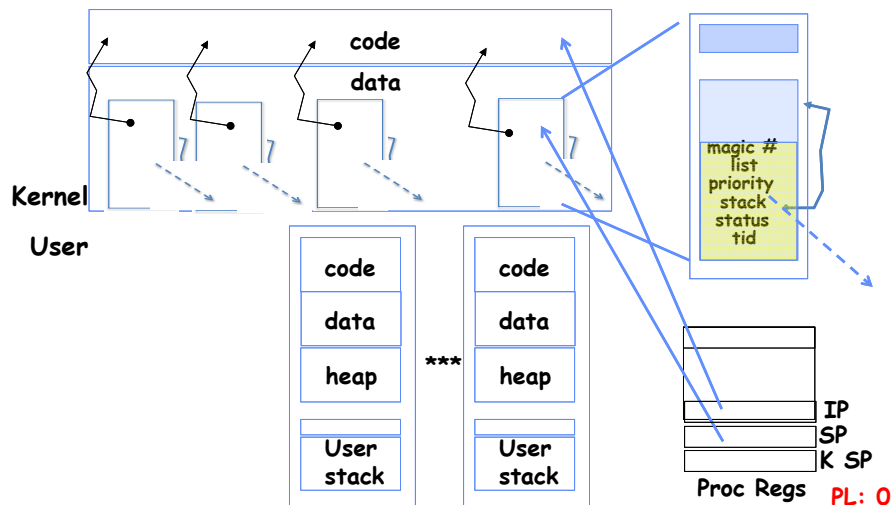 code
data
Kernel
User
magic #
list
priority
stack
status
tid
code
data
heap
User
stack
***
code
data
heap
User
stack
IP
SP
K SP
Proc Regs
PL: 0